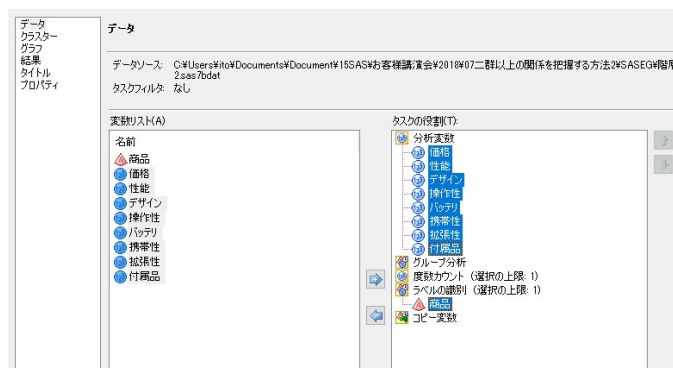 データ
クラスター
グラフ
結果
タイトル
プロパティ
データ
データソース: C:¥Users¥ito¥Documents¥Document¥15SAS¥お客様講演会¥2018¥07二群以上の関係を把握する方法2¥SASEG¥階層
2.sas7bdat
タスクフィルタ: なし
変数リスト(A)
名前
商品
価格
性能
デザイン
操作性
バッテリ
携帯性
拡張性
付属品
タスクの役割(T):
分析変数
価格
性能
デザイン
操作性
バッテリ
携帯性
拡張性
付属品
グループ分析
度数カウント (選択の上限: 1)
ラベルの識別 (選択の上限: 1)
商品
コピー変数